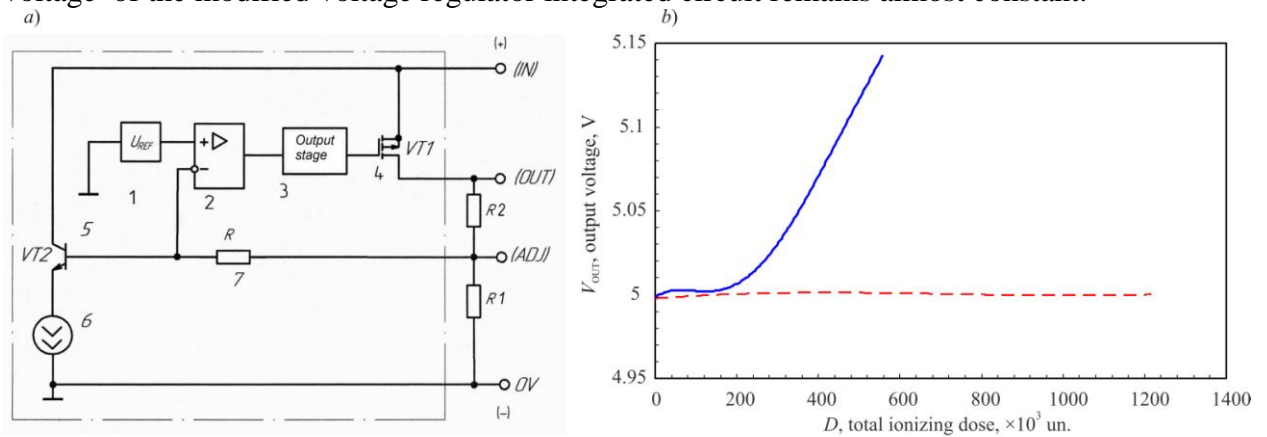 voltage of the modified voltage regulator integrated circuit remains almost constant.
a)
b)
(+)
(IN)
U_REF
+ ▷
−
Output
stage
VT1
1
2
3
4
(OUT)
R2
5
VT2
R
7
(ADJ)
R1
6
0V
(−)
5.15
5.1
5.05
5
4.95
V_OUT, output voltage, V
0 200 400 600 800 1000 1200 1400
D, total ionizing dose, ×10³ un.